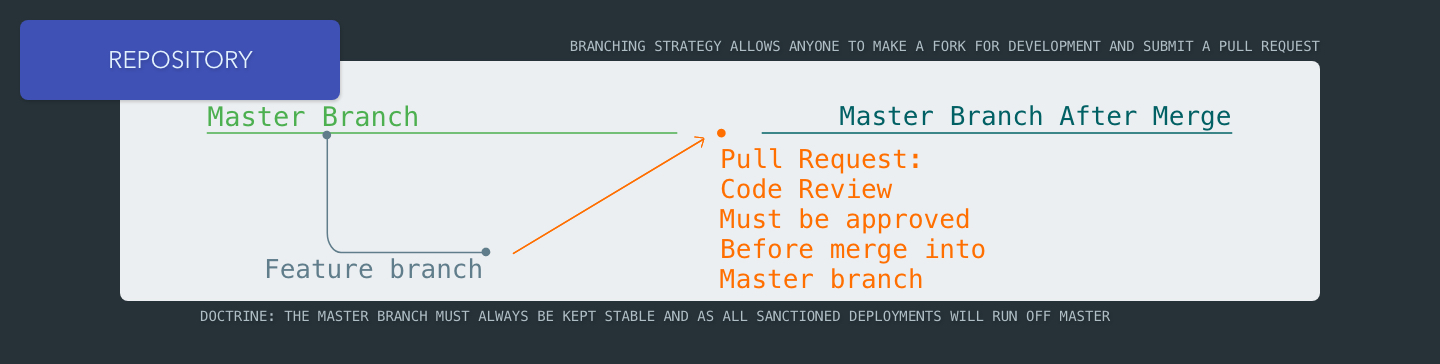 REPOSITORY
BRANCHING STRATEGY ALLOWS ANYONE TO MAKE A FORK FOR DEVELOPMENT AND SUBMIT A PULL REQUEST
Master Branch
Master Branch After Merge
Pull Request:
Code Review
Must be approved
Before merge into
Master branch
Feature branch
DOCTRINE: THE MASTER BRANCH MUST ALWAYS BE KEPT STABLE AND AS ALL SANCTIONED DEPLOYMENTS WILL RUN OFF MASTER